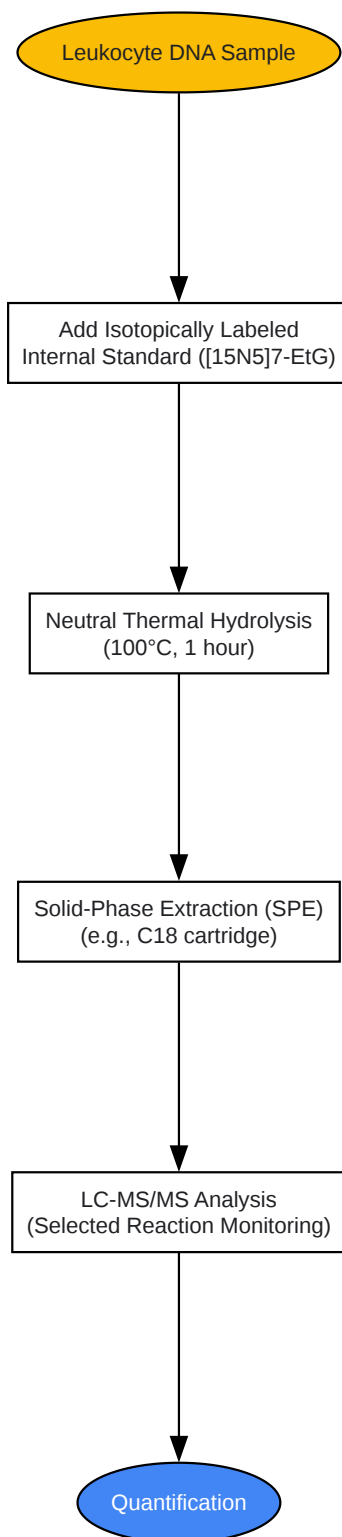 Leukocyte DNA Sample
Add Isotopically Labeled
Internal Standard ([15N5]7-EtG)
Neutral Thermal Hydrolysis
(100°C, 1 hour)
Solid-Phase Extraction (SPE)
(e.g., C18 cartridge)
LC-MS/MS Analysis
(Selected Reaction Monitoring)
Quantification